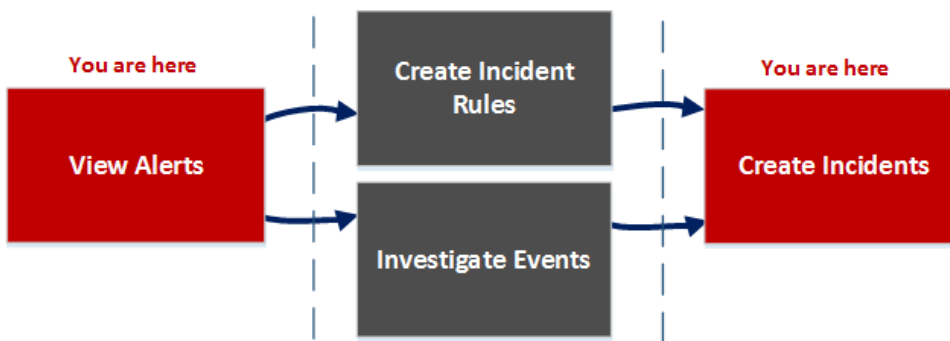 You are here
View Alerts
Create Incident
Rules
Investigate Events
You are here
Create Incidents